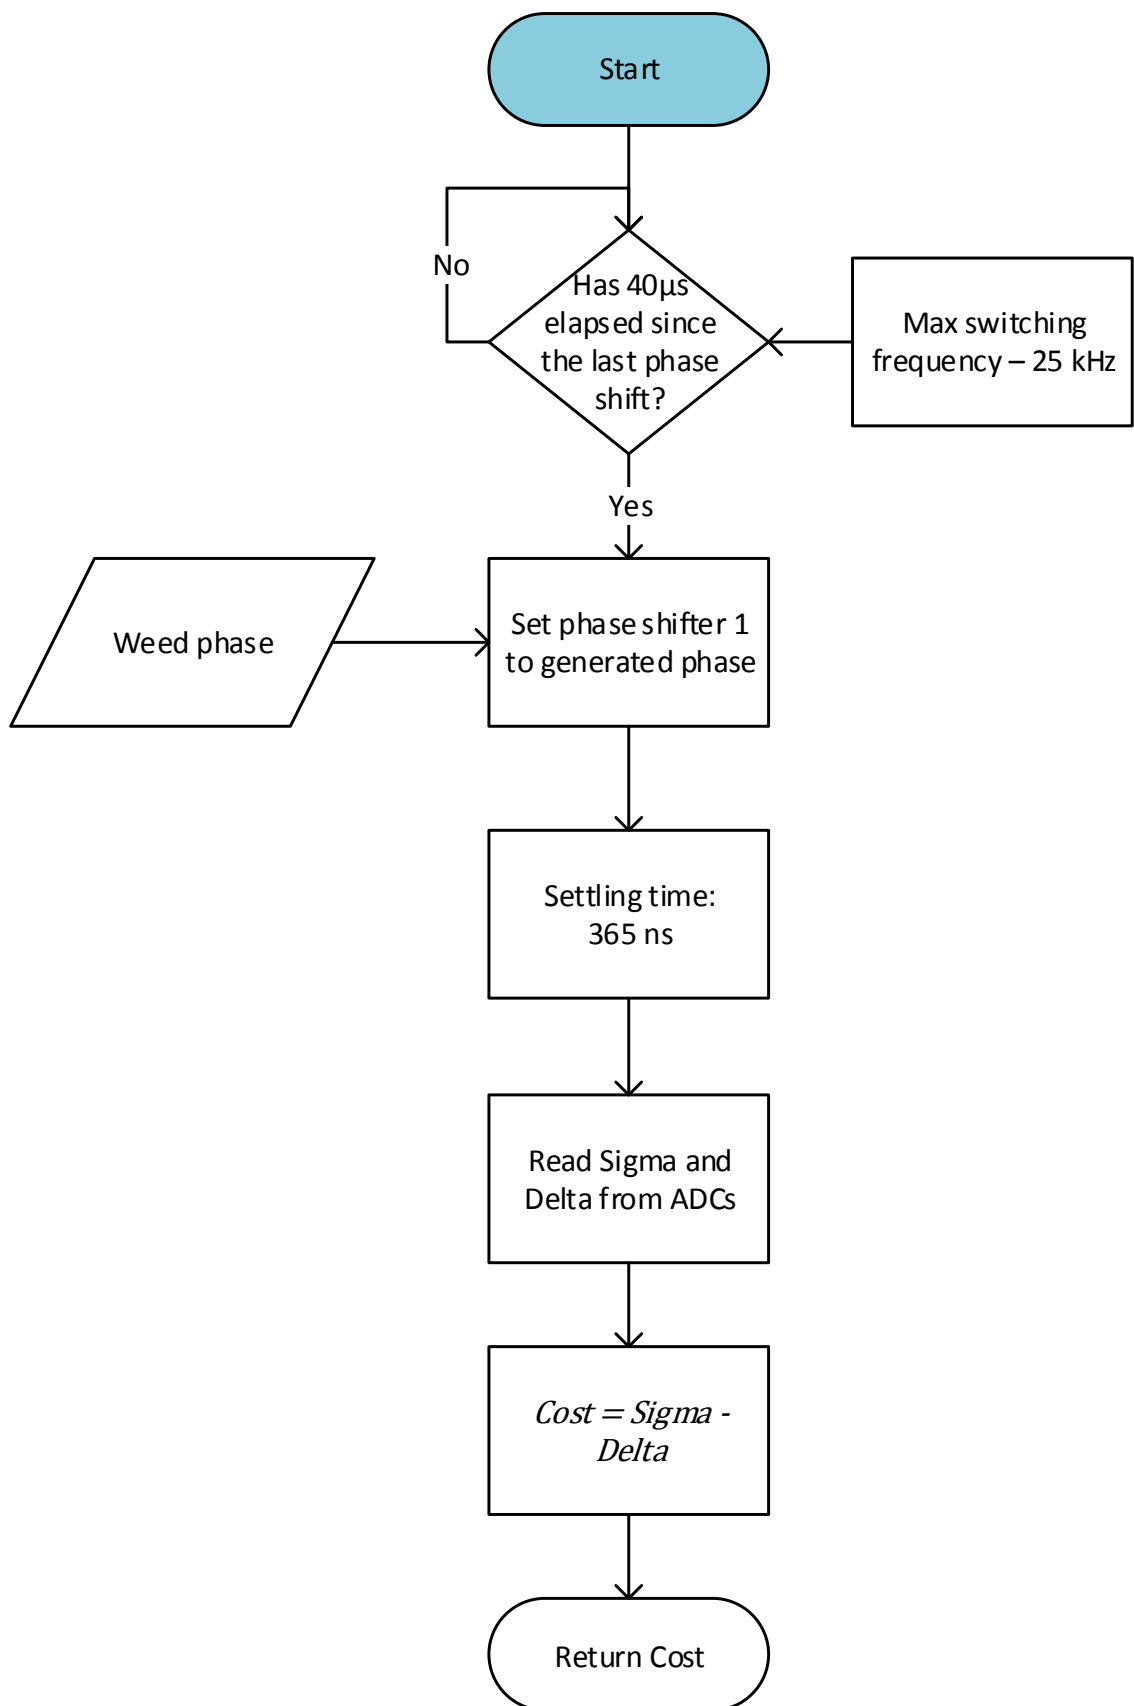 Start
No
Has 40µs
elapsed since
the last phase
shift?
Max switching
frequency – 25 kHz
Yes
Weed phase
Set phase shifter 1
to generated phase
Settling time:
365 ns
Read Sigma and
Delta from ADCs
Cost = Sigma -
Delta
Return Cost